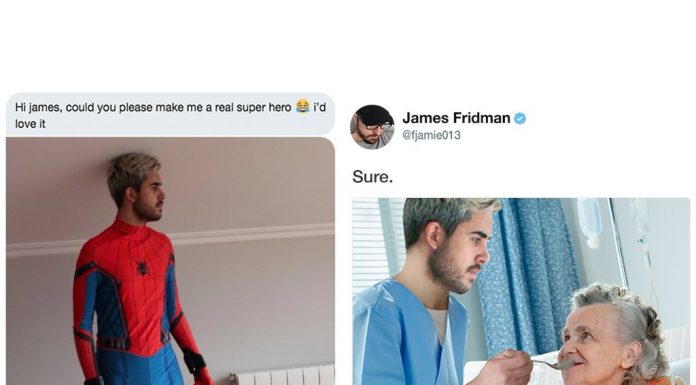 Hi james, could you please make me a real super hero 😂 i'd
love it
James Fridman
@fjamie013
Sure.